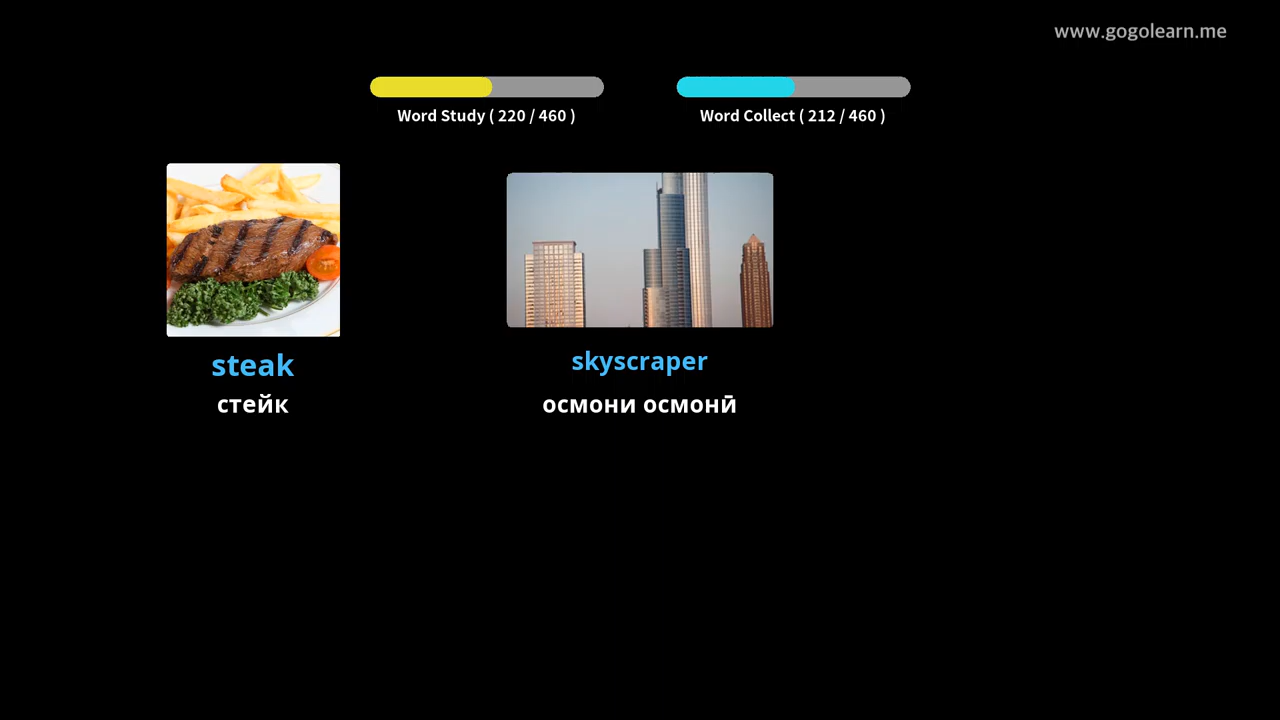 www.gogolearn.me
Word Study ( 220 / 460 )
Word Collect ( 212 / 460 )
steak
стейк
skyscraper
осмони осмонӣ